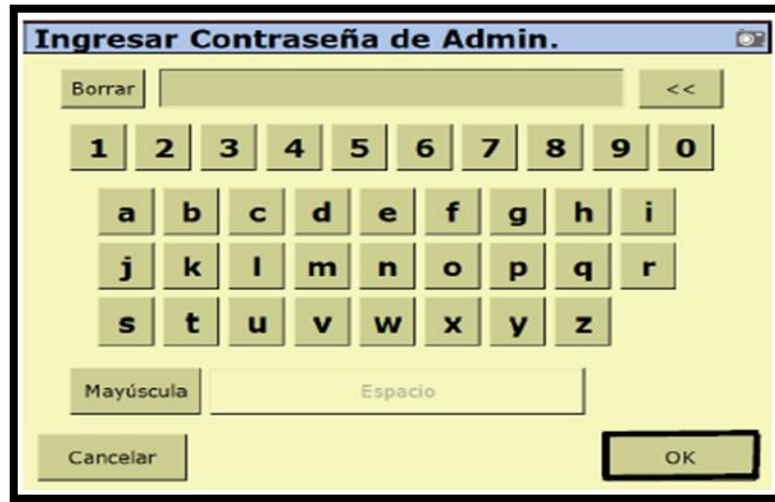 Ingresar Contraseña de Admin.
Borrar <<
1 2 3 4 5 6 7 8 9 0
a b c d e f g h i
j k l m n o p q r
s t u v w x y z
Mayúscula Espacio
Cancelar OK